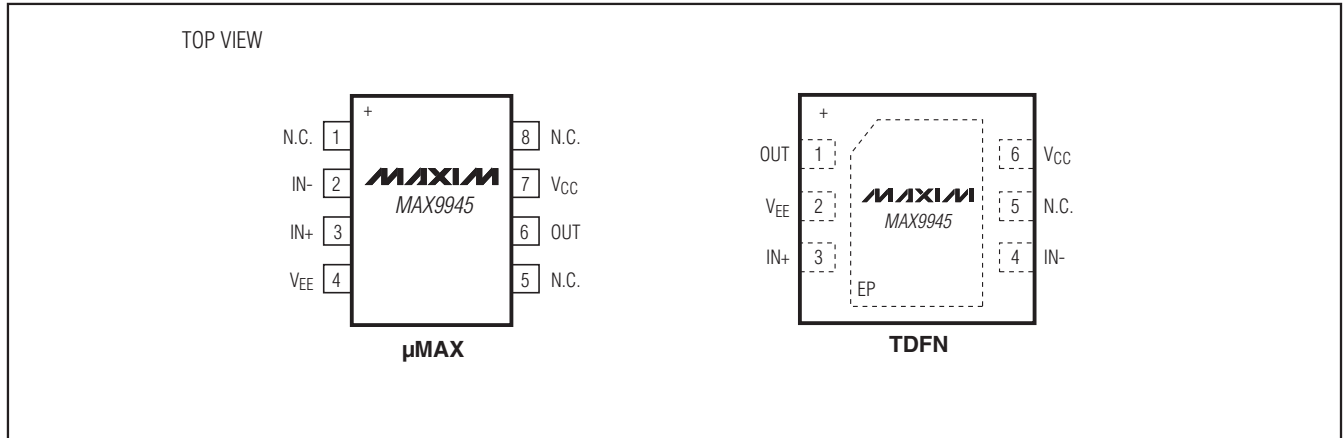 TOP VIEW
+
N.C. 1
8 N.C.
IN- 2
7 VCC
IN+ 3
6 OUT
VEE 4
5 N.C.
MAXIM
MAX9945
µMAX
+
OUT 1
6 VCC
VEE 2
5 N.C.
IN+ 3
4 IN-
MAXIM
MAX9945
EP
TDFN